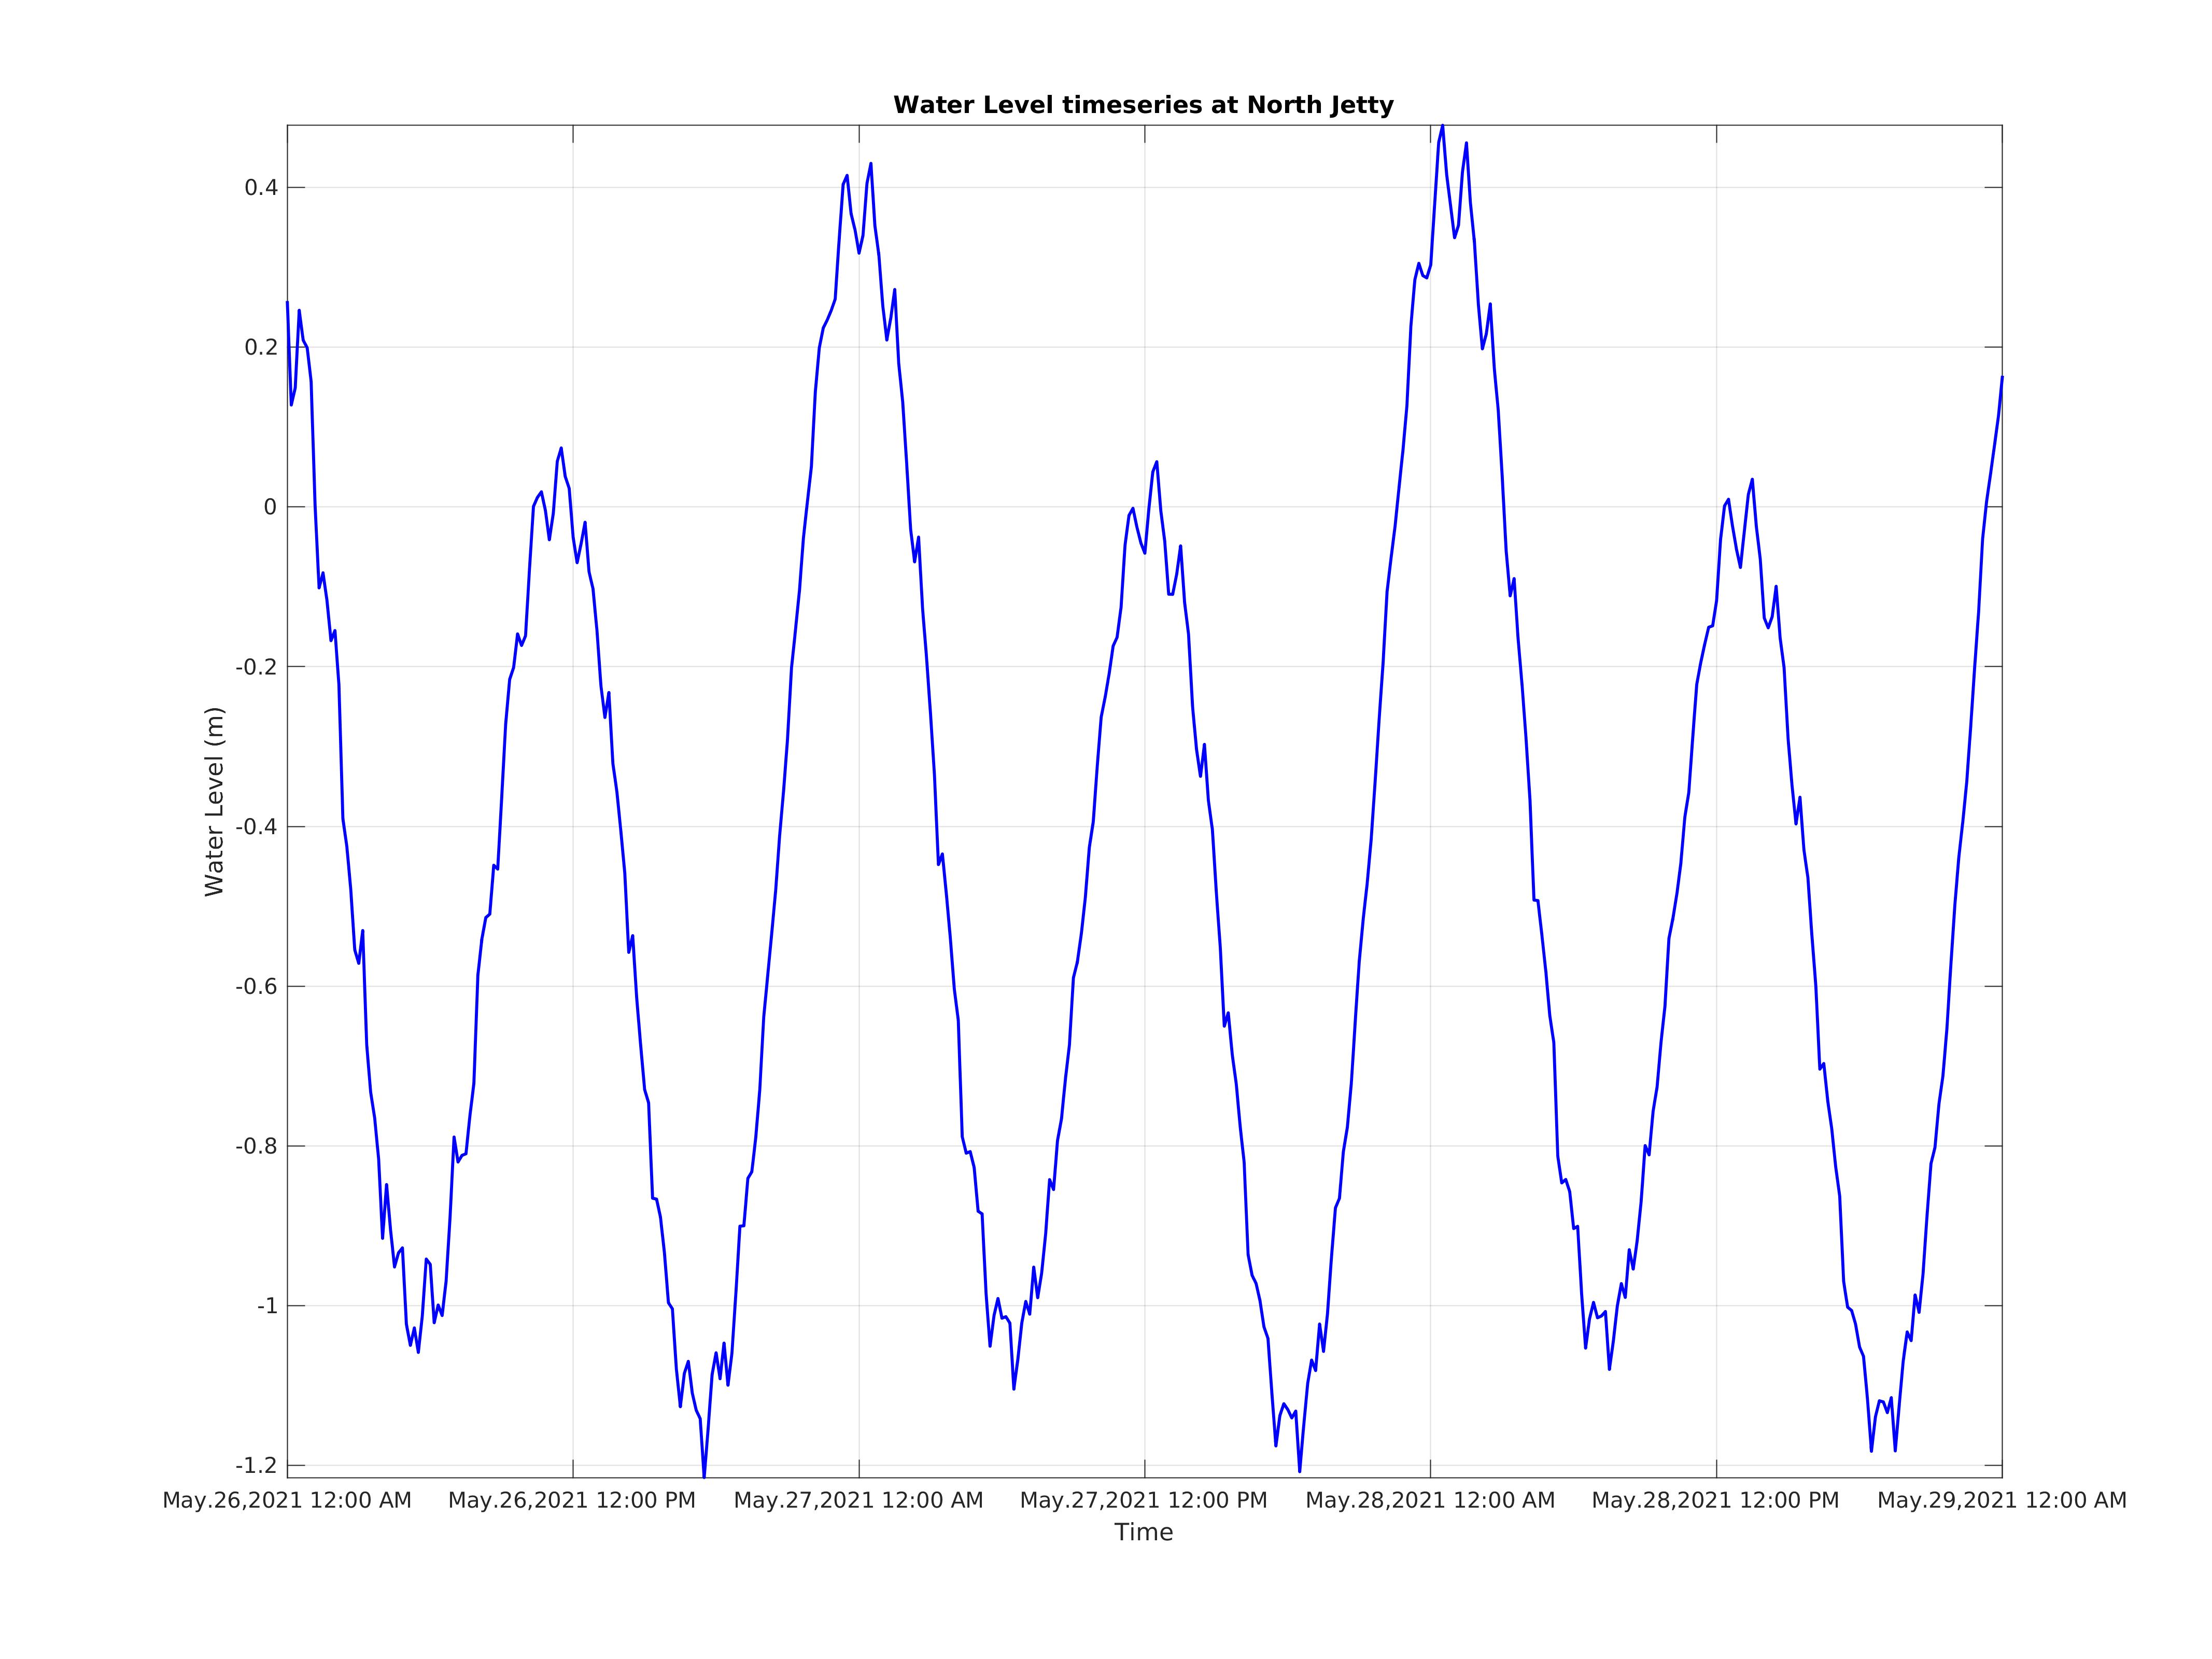 Water Level timeseries at North Jetty
0.4
0.2
0
-0.2
-0.4
-0.6
-0.8
-1
-1.2
Water Level (m)
May.26,2021 12:00 AM May.26,2021 12:00 PM May.27,2021 12:00 AM May.27,2021 12:00 PM May.28,2021 12:00 AM May.28,2021 12:00 PM May.29,2021 12:00 AM
Time